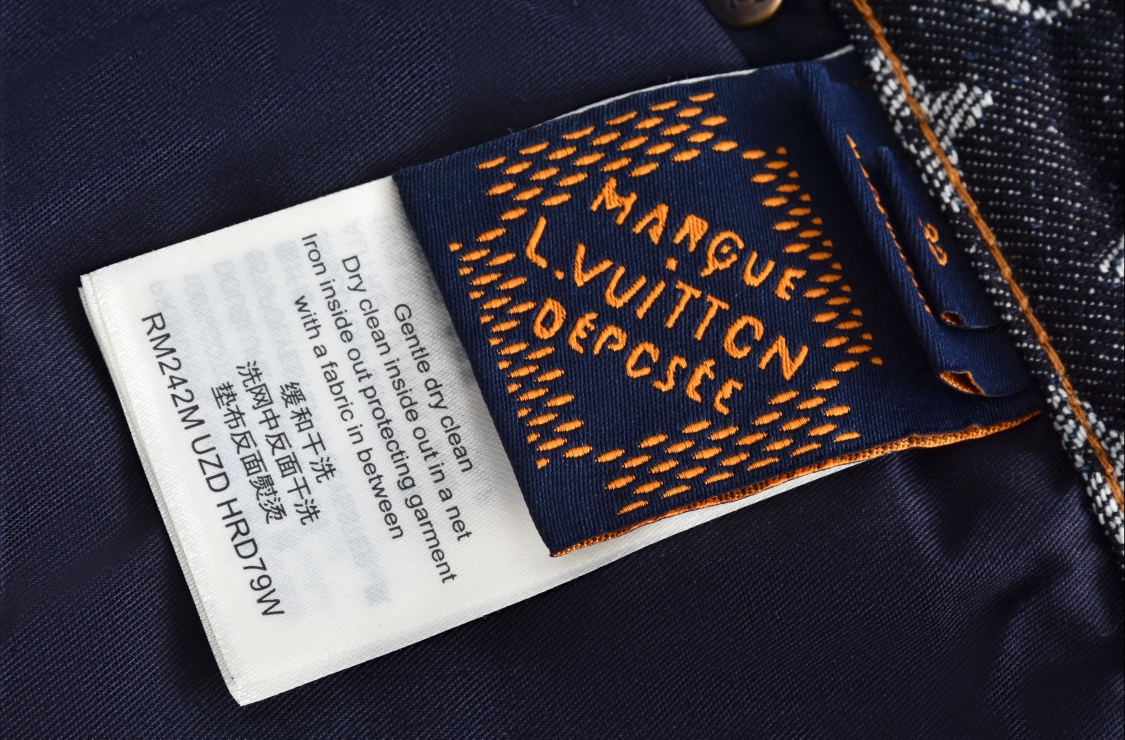 MARQUE
L.VUITTON
DÉPOSÉE
Gentle dry clean
Dry clean inside out in a net
Iron inside out protecting garment
with a fabric in between
缓和干洗
洗网中反面干洗
垫布反面熨烫
RM242M UZD HRD79W